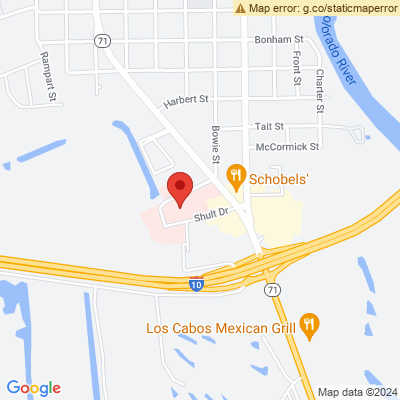 Map error: g.co/staticmaperror
Colorado River
71
Bonham St
Rampart St
Front St
Charter St
Harbert St
Tait St
Bowie St
McCormick St
Schobels'
Shult Dr
10
71
Los Cabos Mexican Grill
Google
Map data ©2024